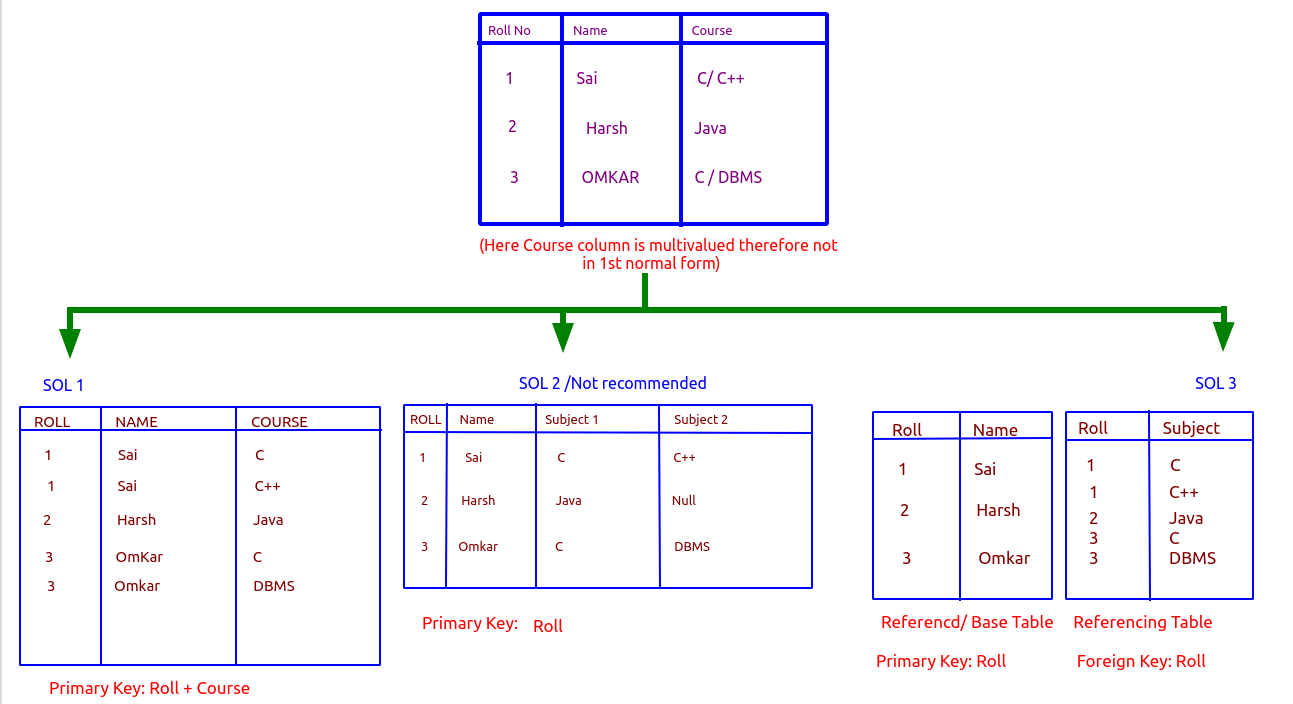 Roll No Name Course
1 Sai C/ C++
2 Harsh Java
3 OMKAR C / DBMS
(Here Course column is multivalued therefore not
in 1st normal form)
SOL 1
ROLL NAME COURSE
1 Sai C
1 Sai C++
2 Harsh Java
3 OmKar C
3 Omkar DBMS
Primary Key: Roll + Course
SOL 2 /Not recommended
ROLL Name Subject 1 Subject 2
1 Sai C C++
2 Harsh Java Null
3 Omkar C DBMS
Primary Key: Roll
SOL 3
Roll Name
1 Sai
2 Harsh
3 Omkar
Referencd/ Base Table
Primary Key: Roll
Roll Subject
1 C
1 C++
2 Java
3 C
3 DBMS
Referencing Table
Foreign Key: Roll